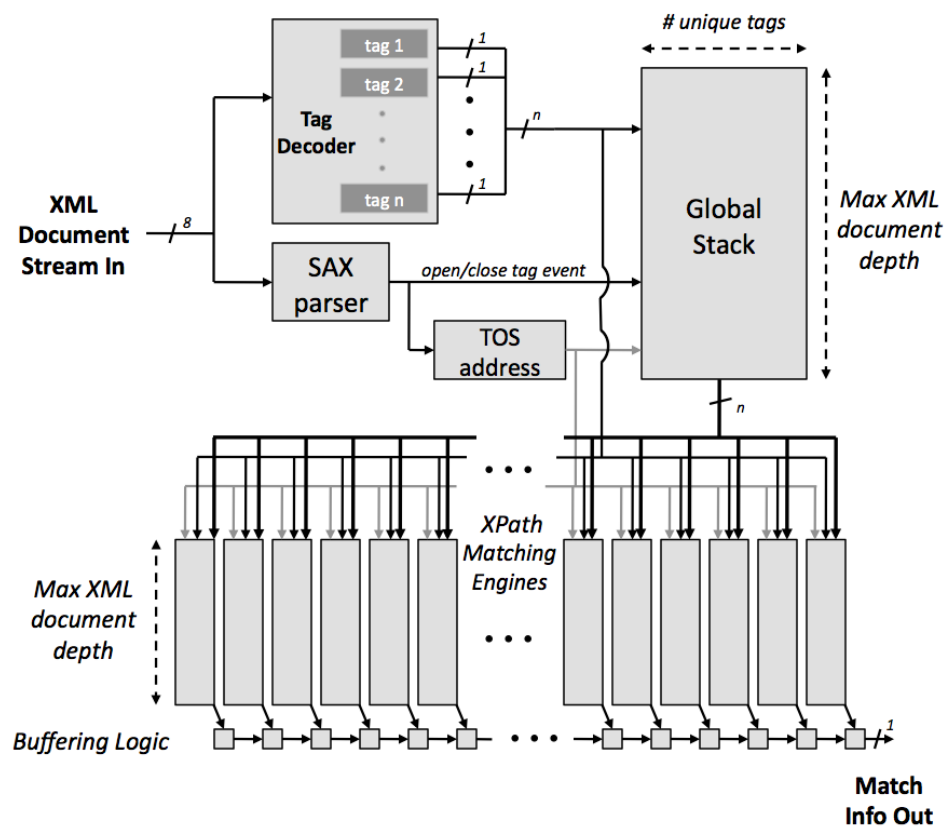 # unique tags
tag 1
1
tag 2
1
Tag
Decoder
n
tag n
1
XML
Document
Stream In
8
Global
Stack
Max XML
document
depth
SAX
parser
open/close tag event
TOS
address
n
XPath
Matching
Engines
Max XML
document
depth
Buffering Logic
1
Match
Info Out